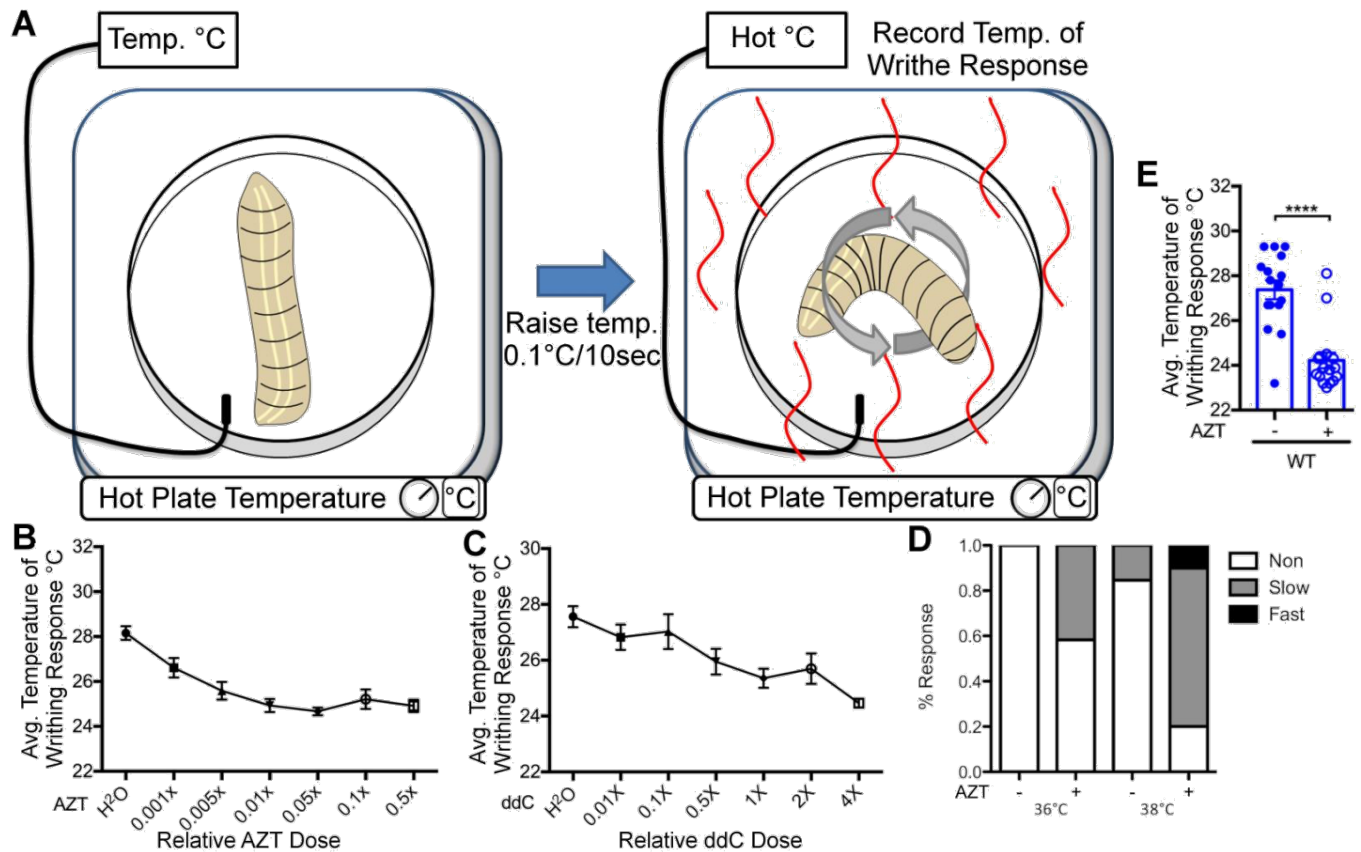 A
Temp. °C
Hot °C
Record Temp. of
Writhe Response
Raise temp.
0.1°C/10sec
Hot Plate Temperature °C
Hot Plate Temperature °C
E
Avg. Temperature of
Writhing Response °C
32
30
28
26
24
22
****
AZT - +
WT
B
Avg. Temperature of
Writhing Response °C
32
30
28
26
24
22
AZT H²O 0.001x 0.005x 0.01x 0.05x 0.1x 0.5x
Relative AZT Dose
C
Avg. Temperature of
Writhing Response °C
30
28
26
24
22
ddC H²O 0.01X 0.1X 0.5X 1X 2X 4X
Relative ddC Dose
D
% Response
1.0
0.8
0.6
0.4
0.2
0.0
AZT - + - +
36°C 38°C
Non
Slow
Fast